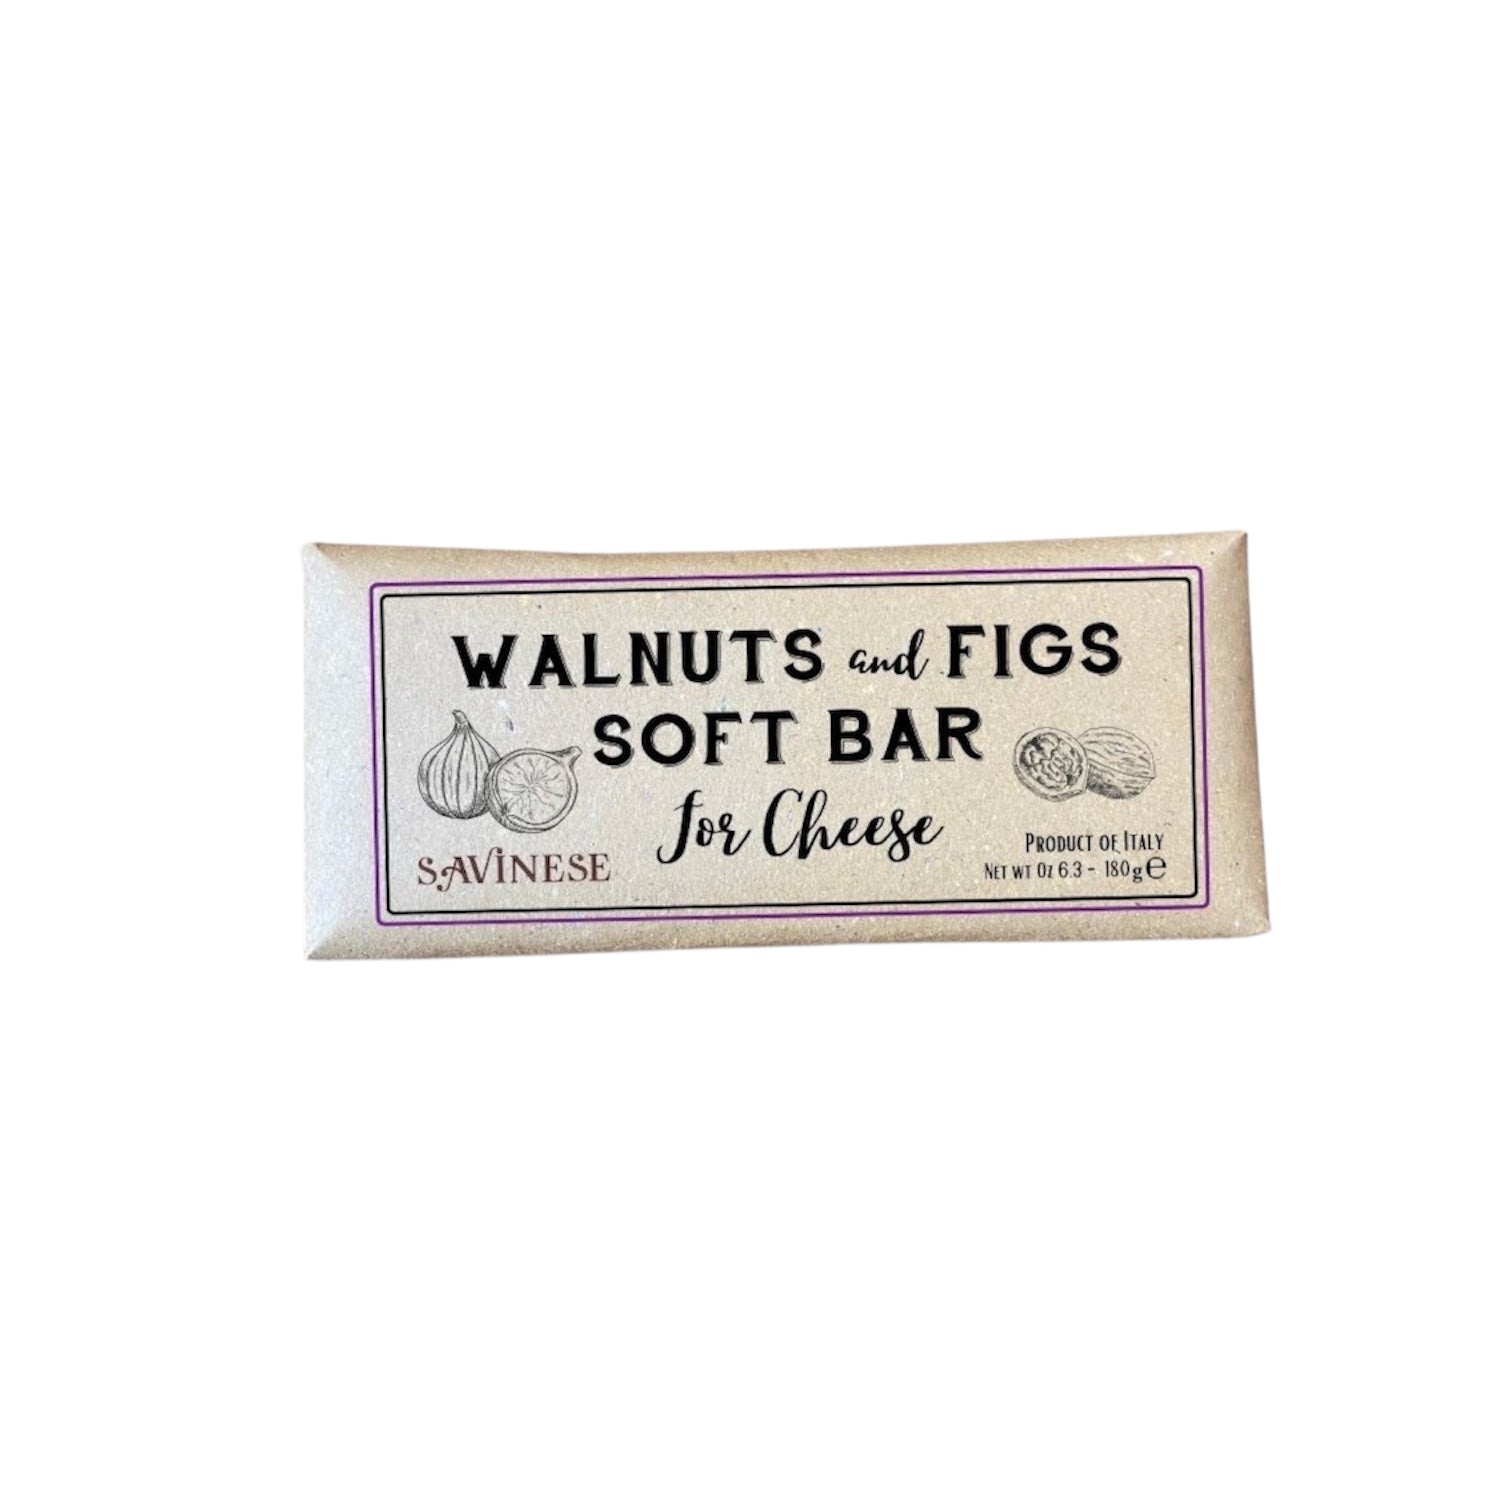 WALNUTS and FIGS
SOFT BAR
for Cheese
SAVINESE
PRODUCT OF ITALY
NET WT OZ 6.3 - 180g ℮